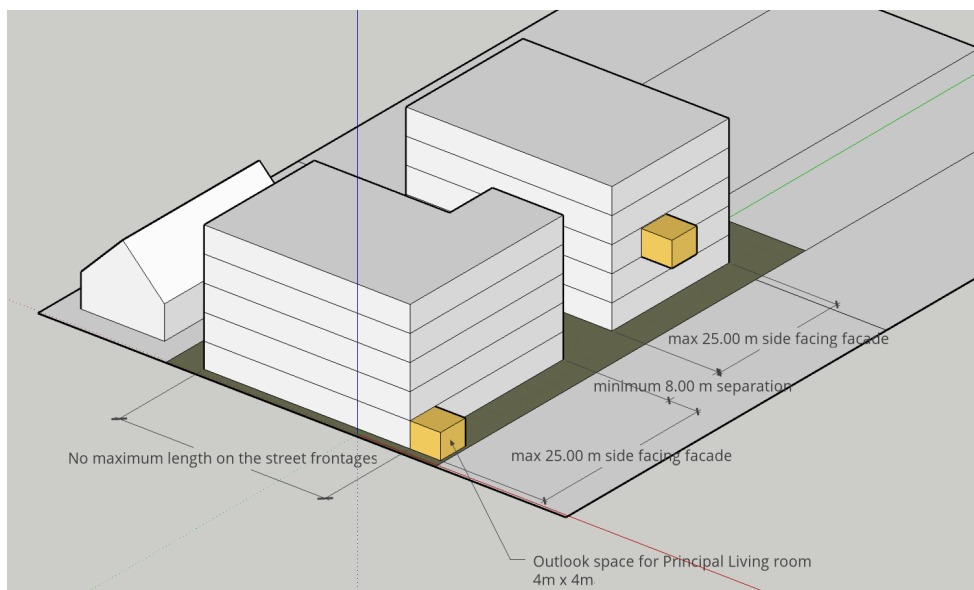 max 25.00 m side facing facade
minimum 8.00 m separation
No maximum length on the street frontages
max 25.00 m side facing facade
Outlook space for Principal Living room
4m x 4m